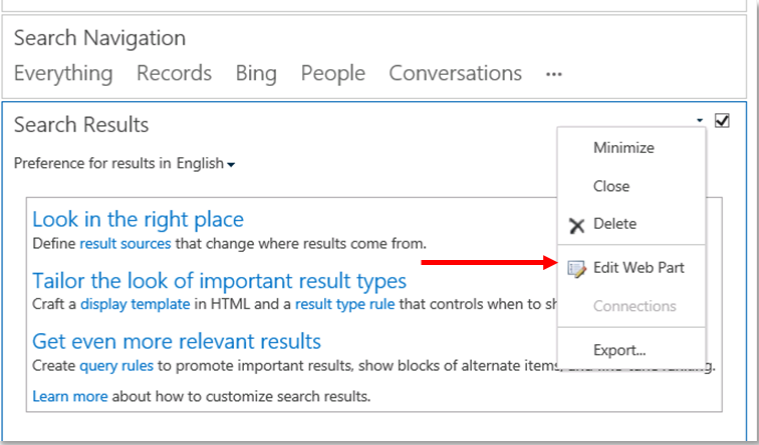 Search Navigation
Everything Records Bing People Conversations ...
Search Results
Preference for results in English
Minimize
Close
Delete
Edit Web Part
Connections
Export...
Look in the right place
Define result sources that change where results come from.
Tailor the look of important result types
Craft a display template in HTML and a result type rule that controls when to
Get even more relevant results
Create query rules to promote important results, show blocks of alternate items,
Learn more about how to customize search results.